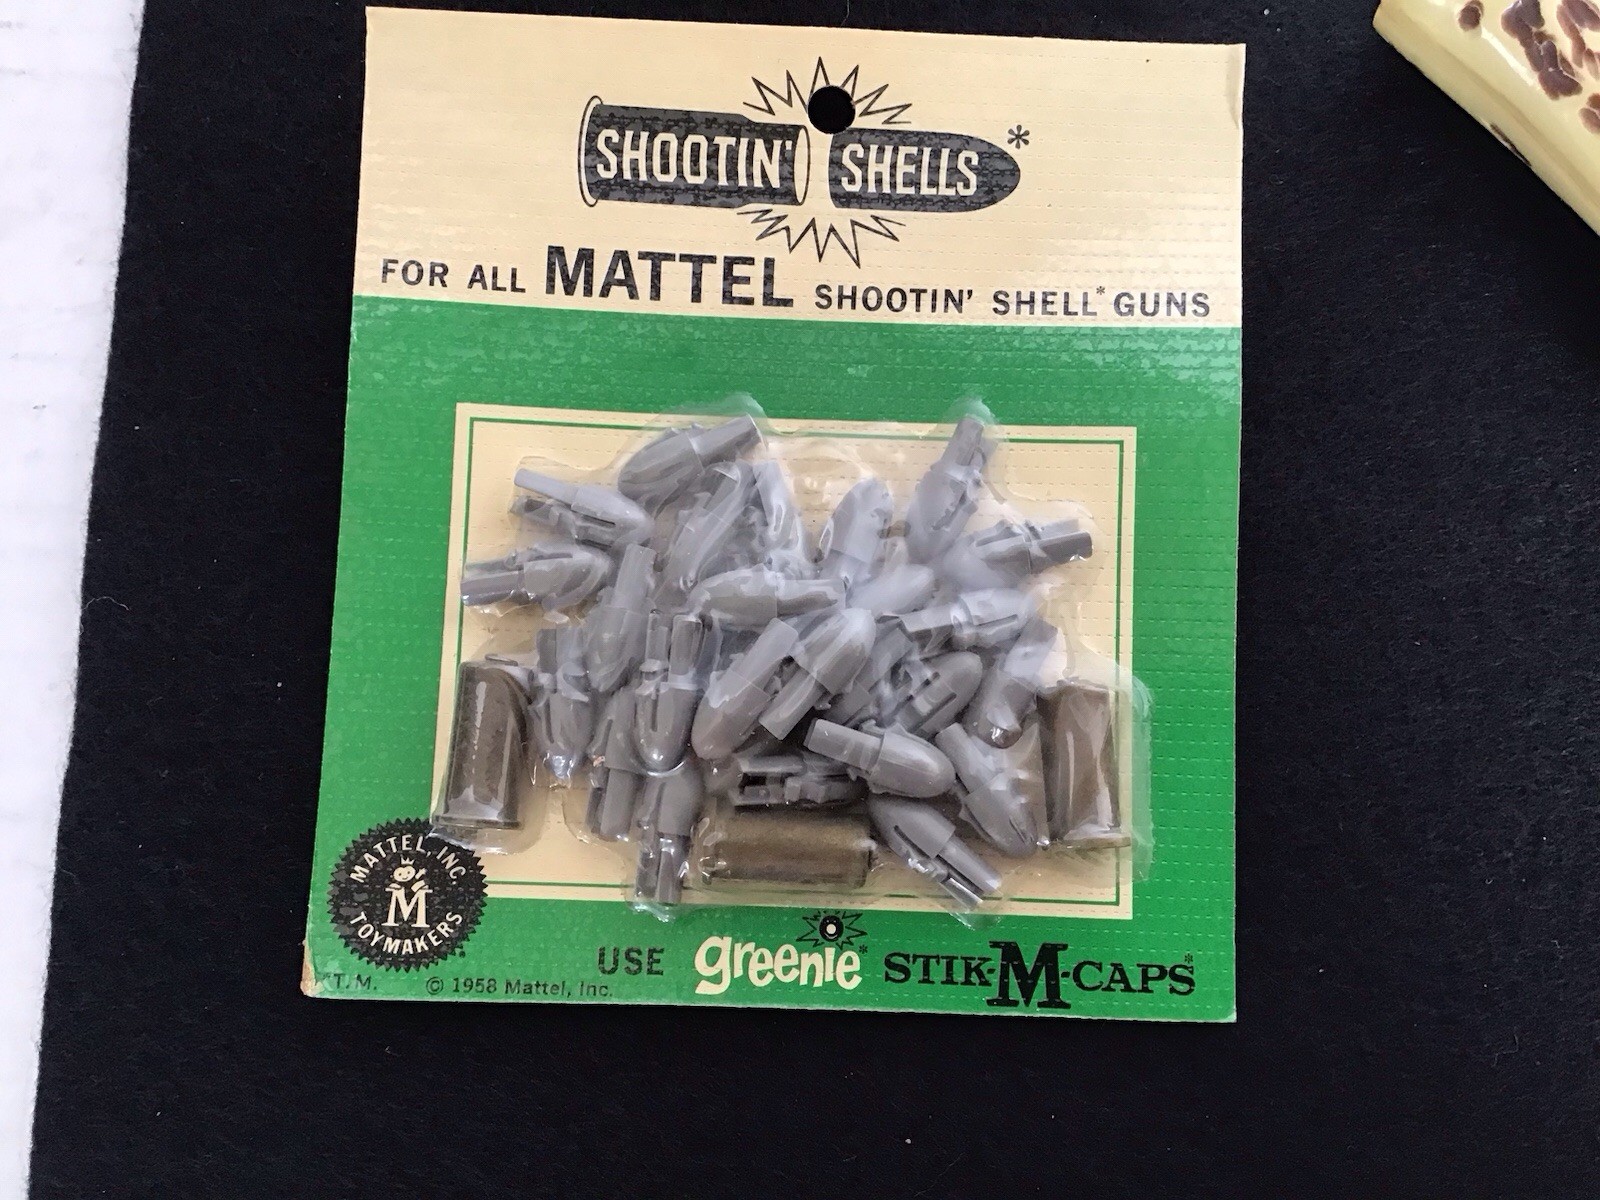 SHOOTIN' SHELLS*
FOR ALL MATTEL SHOOTIN' SHELL* GUNS
MATTEL, INC.
M
TOYMAKERS
USE greenie* STIK-M-CAPS*
*T.M. © 1958 Mattel, Inc.